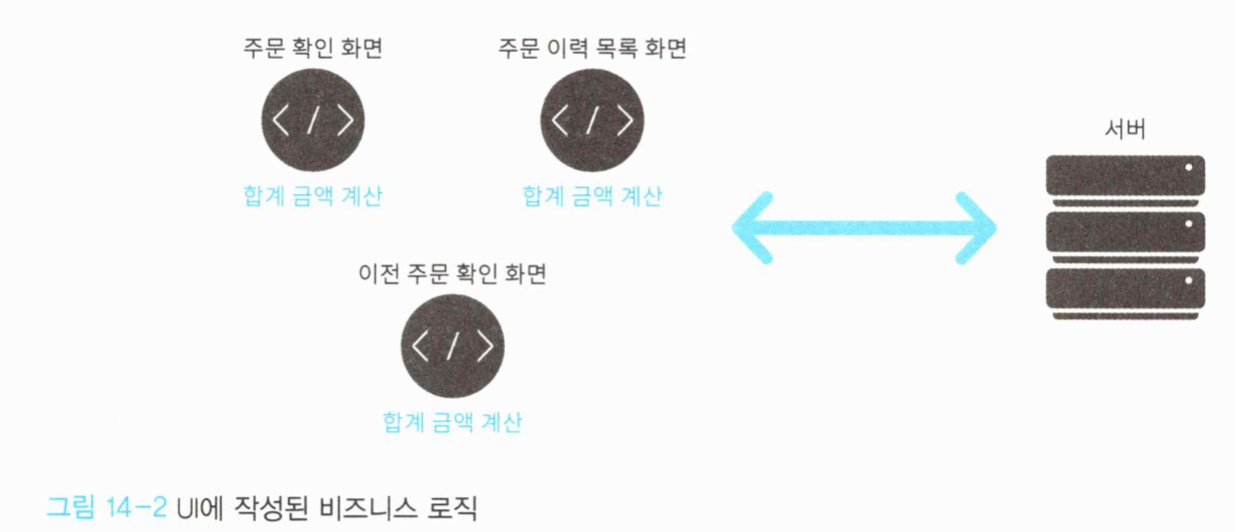 주문 확인 화면
주문 이력 목록 화면
서버
< / >
< / >
합계 금액 계산
합계 금액 계산
이전 주문 확인 화면
< / >
합계 금액 계산
그림 14-2 UI에 작성된 비즈니스 로직